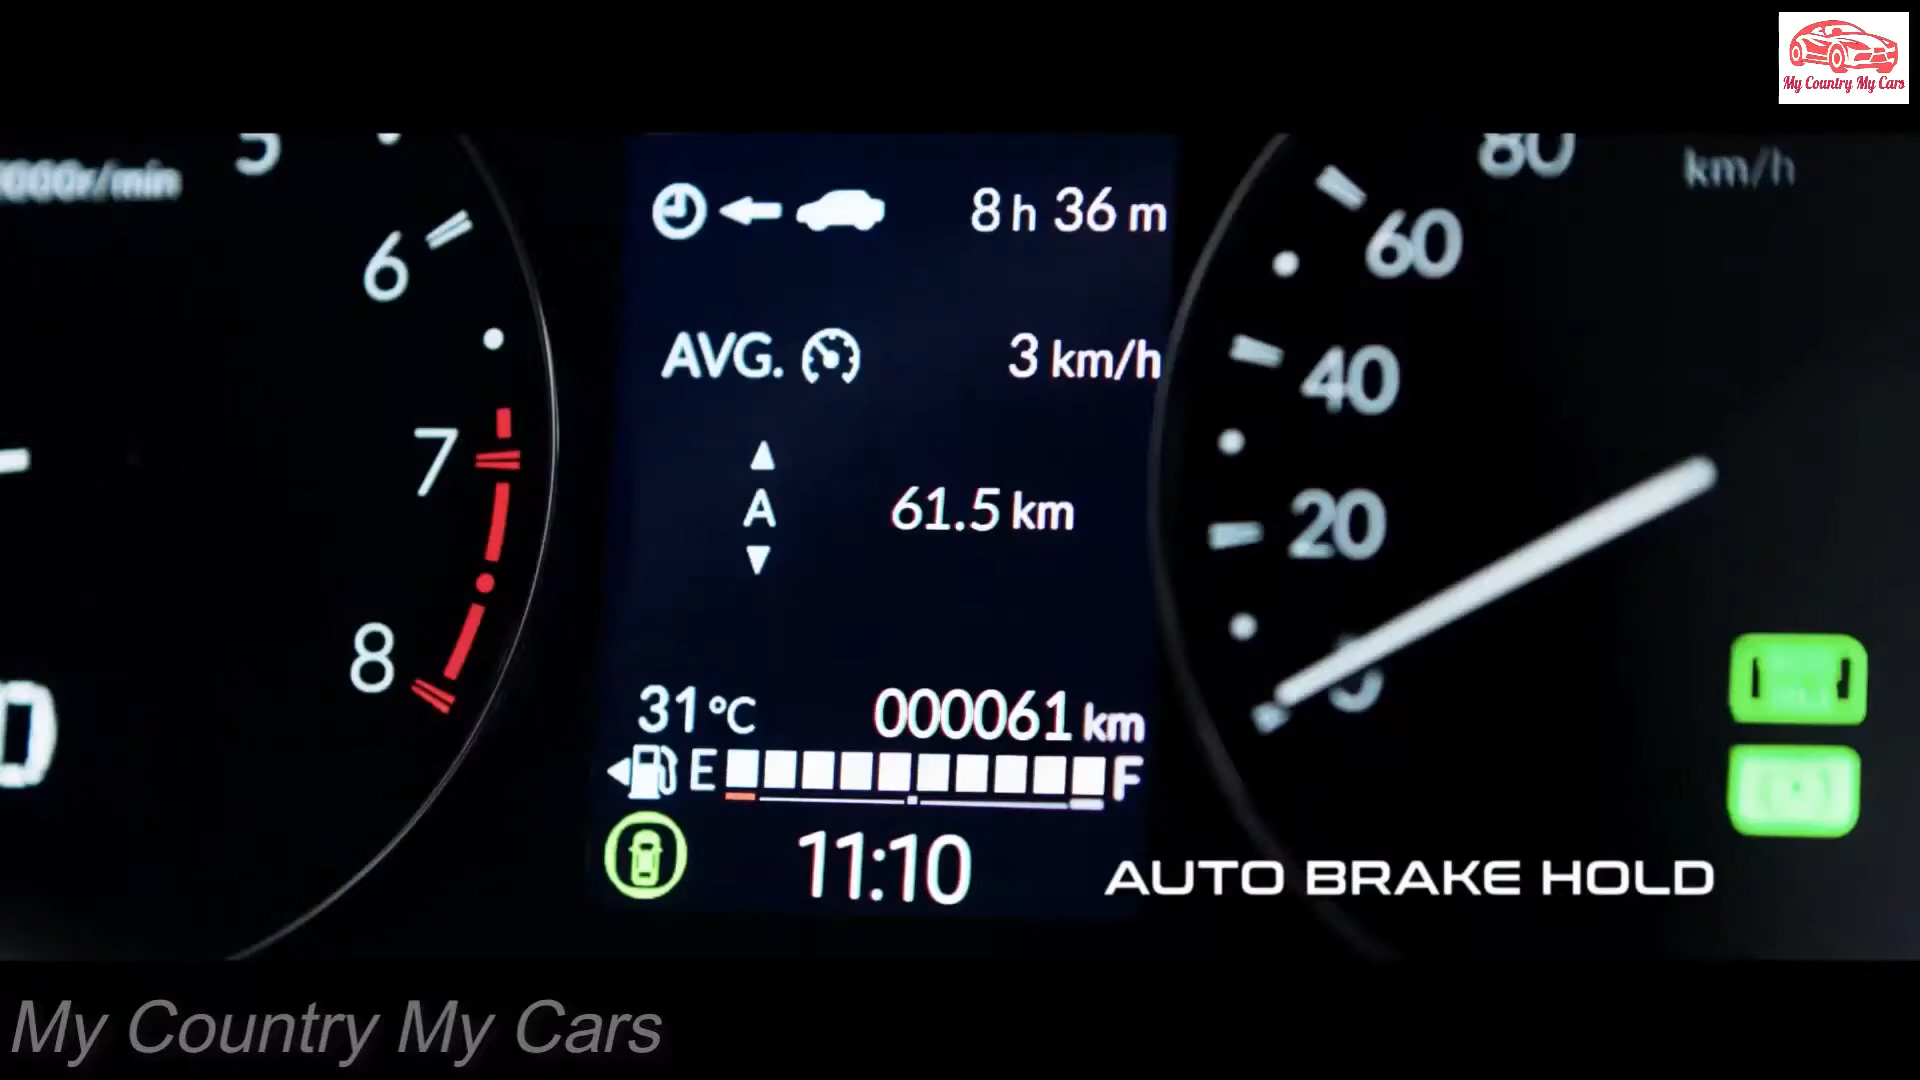 My Country My Cars
5
6
7
8
8 h 36 m
AVG. 3 km/h
A 61.5 km
31 °C 000061 km
E F
11:10
80 km/h
60
40
20
AUTO BRAKE HOLD
My Country My Cars